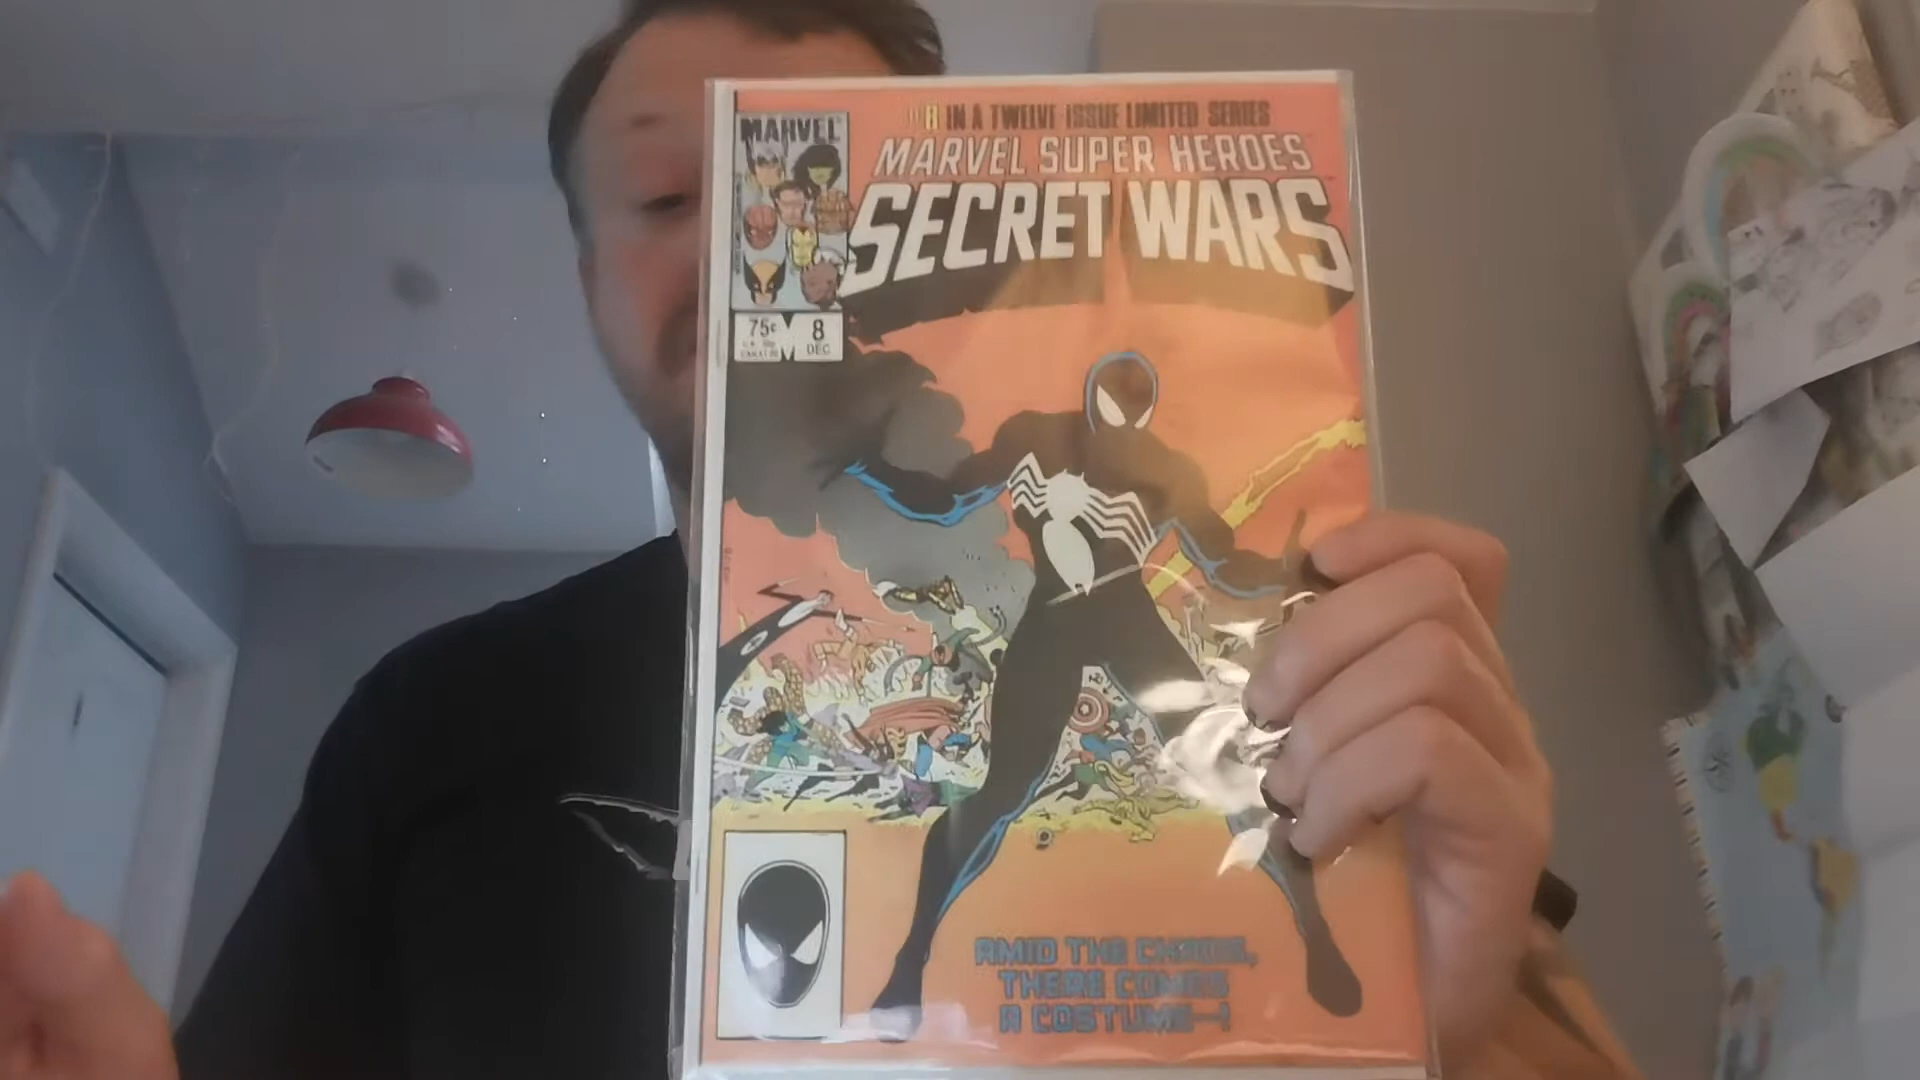 8 IN A TWELVE ISSUE LIMITED SERIES
MARVEL
MARVEL SUPER HEROES
SECRET WARS
75¢
8
DEC
AMID THE CHAOS,
THERE COMES
A COSTUME—!